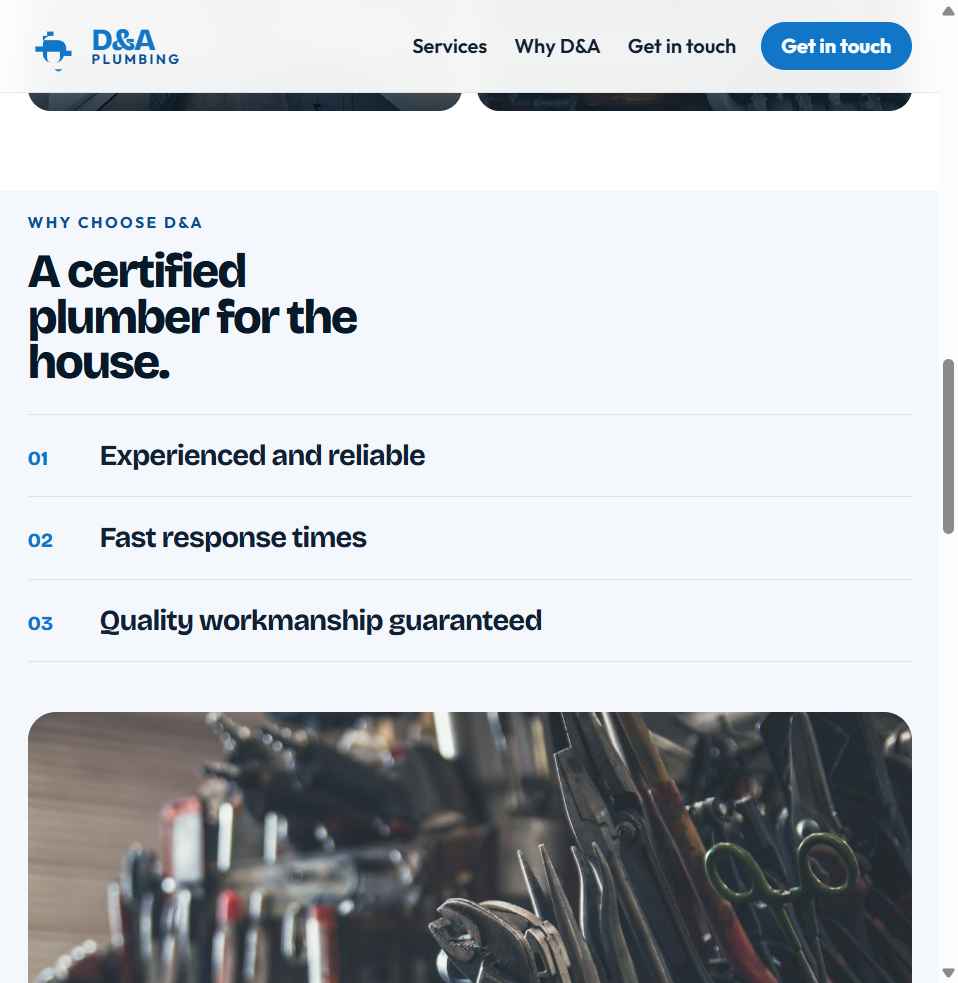 D&A
PLUMBING
Services
Why D&A
Get in touch
Get in touch
WHY CHOOSE D&A
A certified
plumber for the
house.
01
Experienced and reliable
02
Fast response times
03
Quality workmanship guaranteed